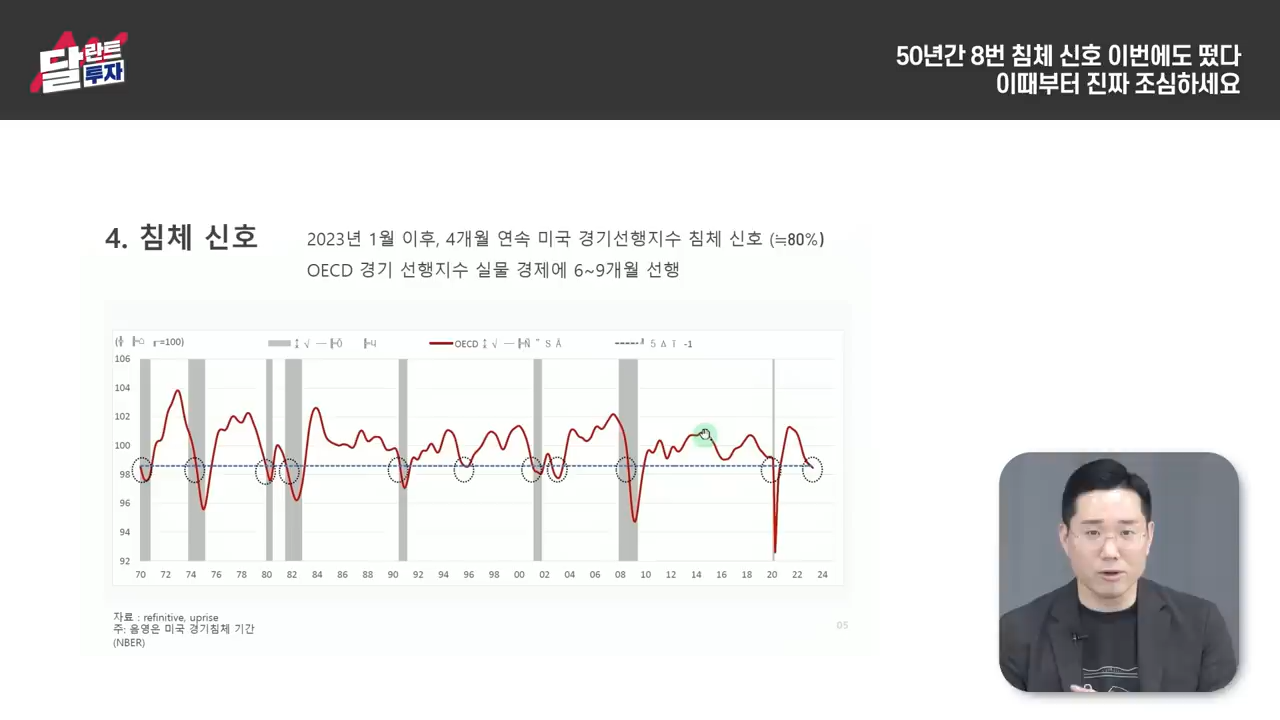 달란트
투자
50년간 8번 침체 신호 이번에도 떴다
이때부터 진짜 조심하세요
4. 침체 신호
2023년 1월 이후, 4개월 연속 미국 경기선행지수 침체 신호 (≒80%)
OECD 경기 선행지수 실물 경제에 6~9개월 선행
=100)
OECD
-1
106
104
102
100
98
96
94
92
70 72 74 76 78 80 82 84 86 88 90 92 94 96 98 00 02 04 06 08 10 12 14 16 18 20 22 24
자료 : refinitive, uprise
주: 음영은 미국 경기침체 기간
(NBER)
05